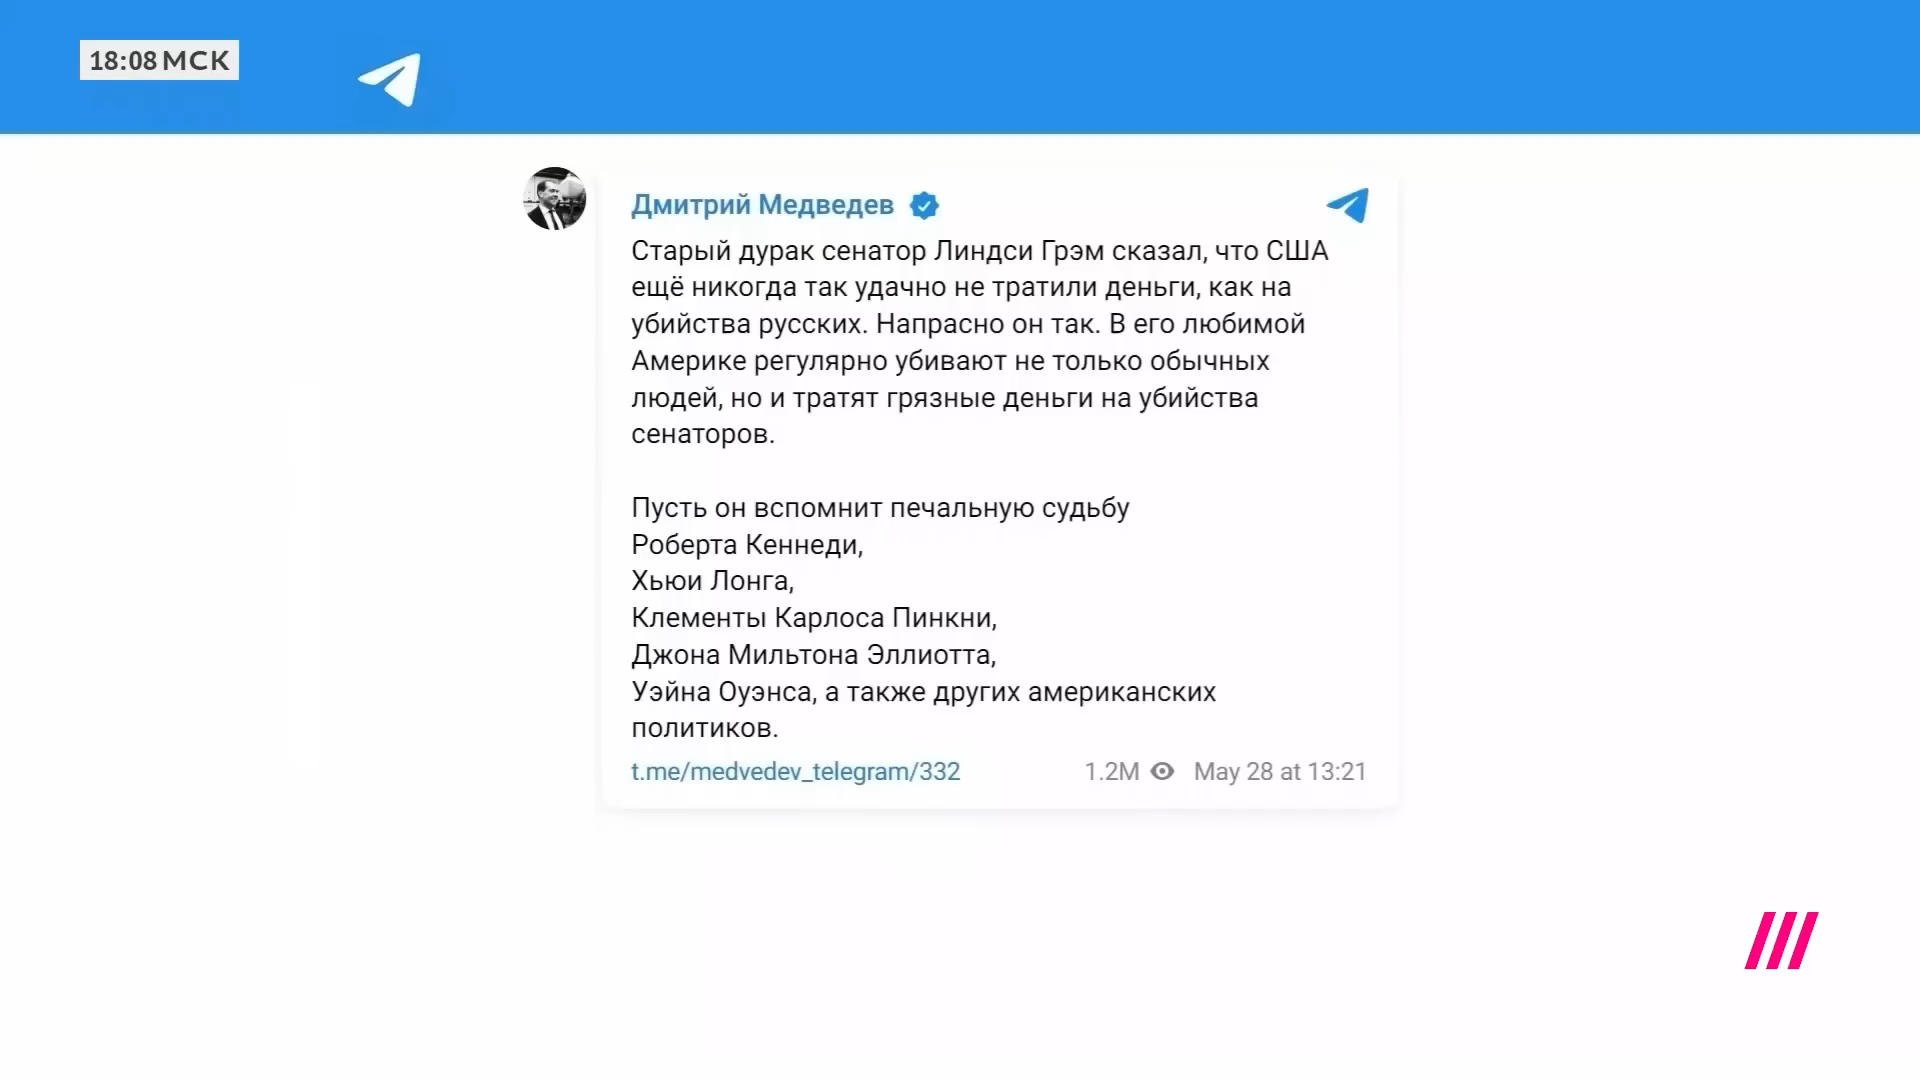 18:08 МСК
Дмитрий Медведев
Старый дурак сенатор Линдси Грэм сказал, что США
ещё никогда так удачно не тратили деньги, как на
убийства русских. Напрасно он так. В его любимой
Америке регулярно убивают не только обычных
людей, но и тратят грязные деньги на убийства
сенаторов.
Пусть он вспомнит печальную судьбу
Роберта Кеннеди,
Хьюи Лонга,
Клементы Карлоса Пинкни,
Джона Мильтона Эллиотта,
Уэйна Оуэнса, а также других американских
политиков.
t.me/medvedev_telegram/332 1.2M May 28 at 13:21